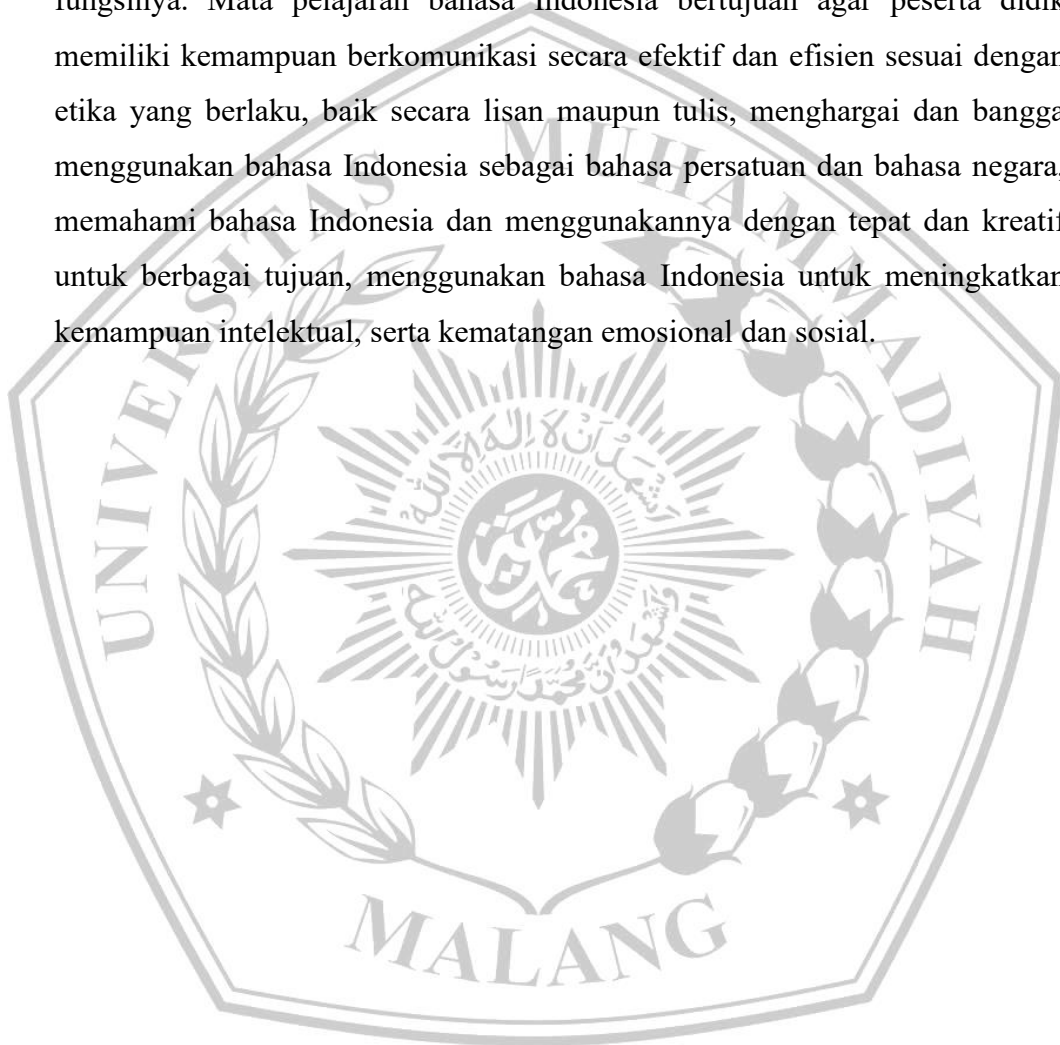 fungsinya. Mata pelajaran bahasa Indonesia bertujuan agar peserta didik
memiliki kemampuan berkomunikasi secara efektif dan efisien sesuai dengan
etika yang berlaku, baik secara lisan maupun tulis, menghargai dan bangga
menggunakan bahasa Indonesia sebagai bahasa persatuan dan bahasa negara,
memahami bahasa Indonesia dan menggunakannya dengan tepat dan kreatif
untuk berbagai tujuan, menggunakan bahasa Indonesia untuk meningkatkan
kemampuan intelektual, serta kematangan emosional dan sosial.
UNIVERSITAS MUHAMMADIYAH
MALANG